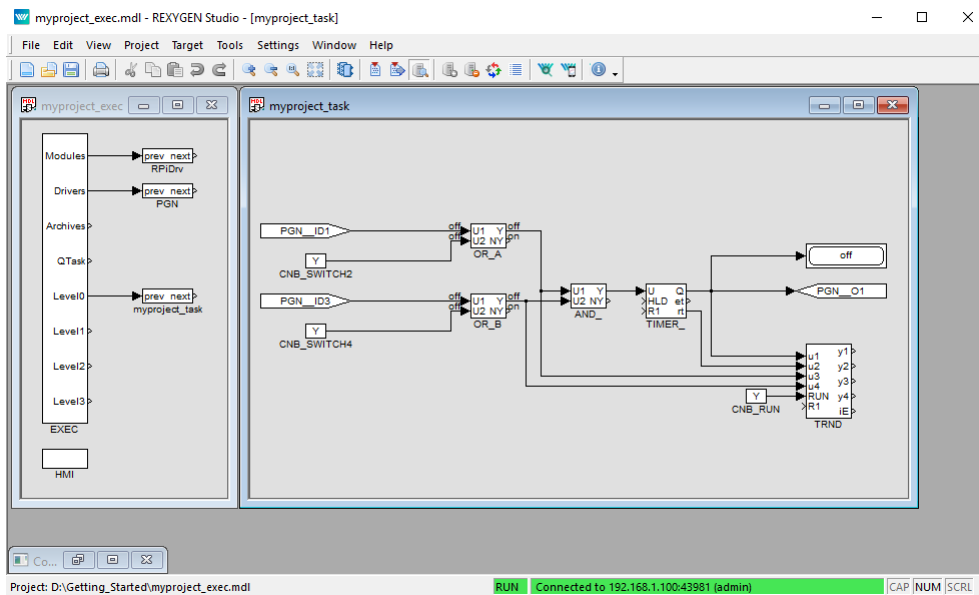 myproject_exec.mdl - REXYGEN Studio - [myproject_task]
File Edit View Project Target Tools Settings Window Help
myproject_exec
myproject_task
Modules
prev next
RPiDrv
Drivers
prev next
PGN
Archives
QTask
Level0
prev next
myproject_task
Level1
Level2
Level3
EXEC
HMI
PGN__ID1
off
off
U1 Y
U2 NY
off
on
OR_A
Y
CNB_SWITCH2
PGN__ID3
off
off
U1 Y
U2 NY
off
on
OR_B
Y
CNB_SWITCH4
U1 Y
U2 NY
AND_
U Q
HLD et
R1 rt
TIMER_
off
PGN__O1
u1 y1
u2 y2
u3 y3
u4 y4
RUN
R1 iE
TRND
Y
CNB_RUN
Co...
Project: D:\Getting_Started\myproject_exec.mdl RUN Connected to 192.168.1.100:43981 (admin) CAP NUM SCRL